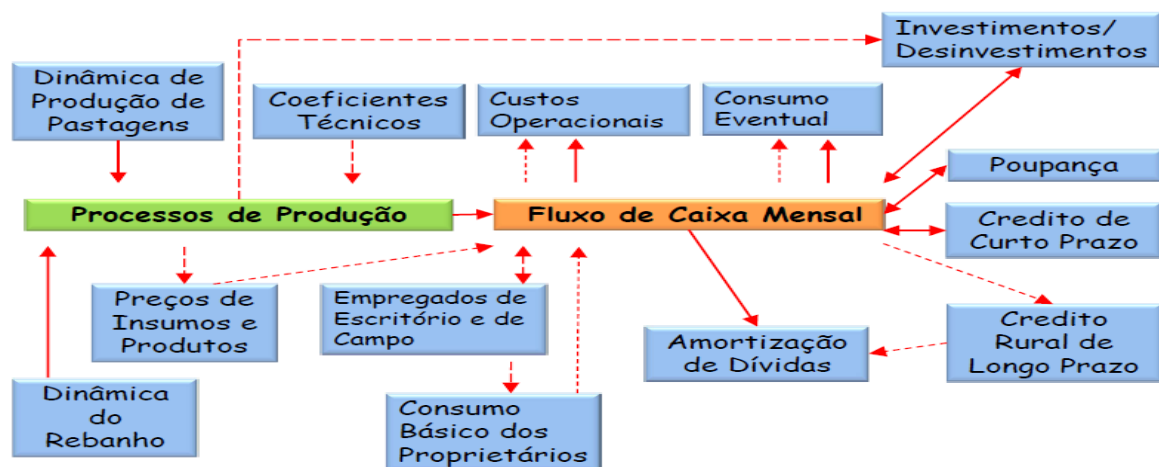 Investimentos/
Desinvestimentos
Dinâmica de
Produção de
Pastagens
Coeficientes
Técnicos
Custos
Operacionais
Consumo
Eventual
Poupança
Processos de Produção
Fluxo de Caixa Mensal
Credito de
Curto Prazo
Preços de
Insumos e
Produtos
Empregados de
Escritório e de
Campo
Amortização
de Dívidas
Credito
Rural de
Longo Prazo
Dinâmica
do
Rebanho
Consumo
Básico dos
Proprietários